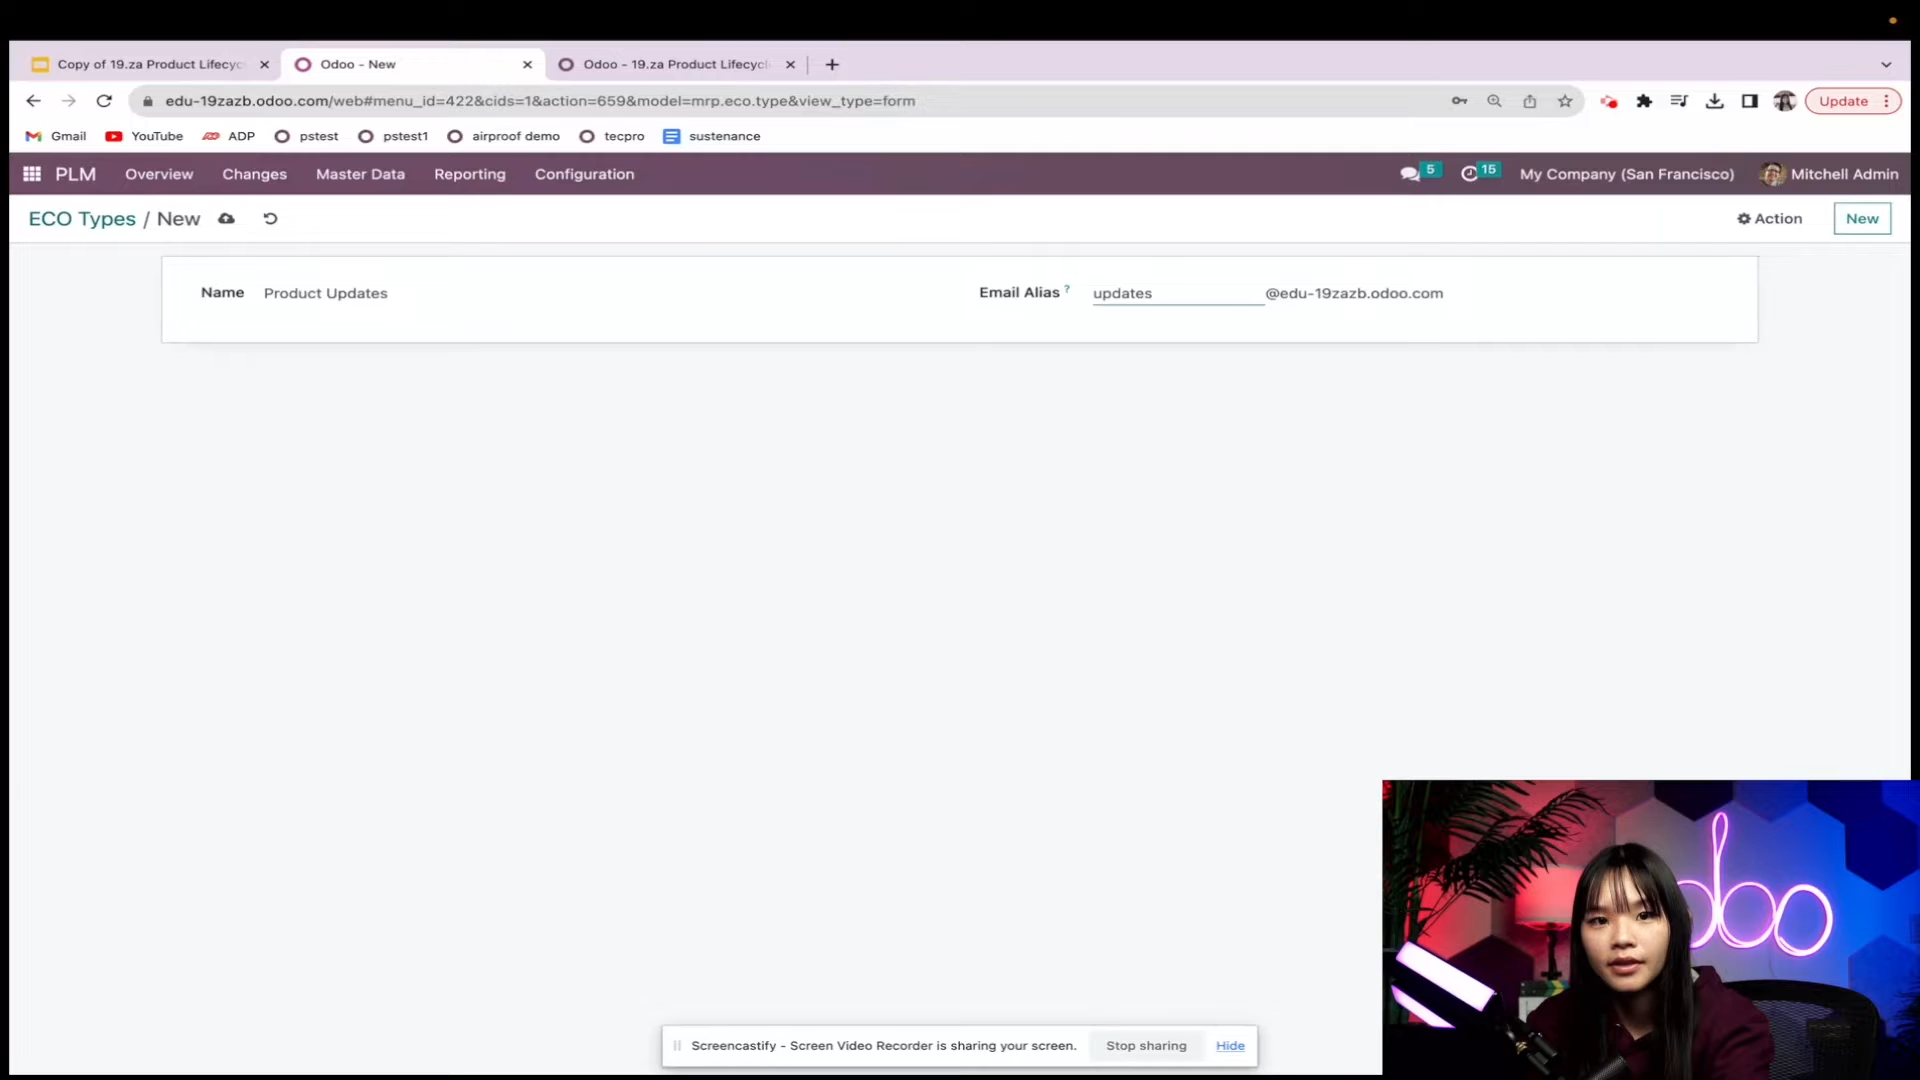 Copy of 19.za Product Lifecyc
Odoo - New
Odoo - 19.za Product Lifecycl
edu-19zazb.odoo.com/web#menu_id=422&cids=1&action=659&model=mrp.eco.type&view_type=form
Update
Gmail YouTube ADP pstest pstest1 airproof demo tecpro sustenance
PLM Overview Changes Master Data Reporting Configuration 5 15 My Company (San Francisco) Mitchell Admin
ECO Types / New Action New
Name Product Updates Email Alias ? updates @edu-19zazb.odoo.com
odoo
Screencastify - Screen Video Recorder is sharing your screen. Stop sharing Hide